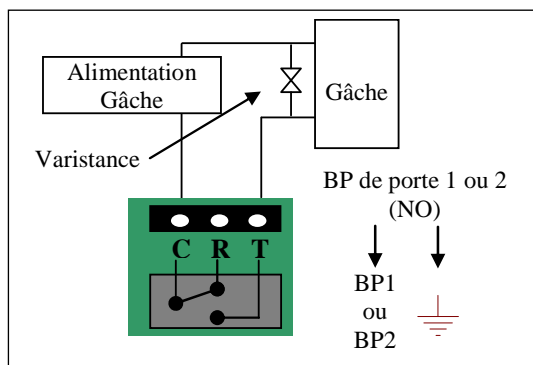 Alimentation
Gâche
Gâche
Varistance
BP de porte 1 ou 2
(NO)
C R T
BP1
ou
BP2